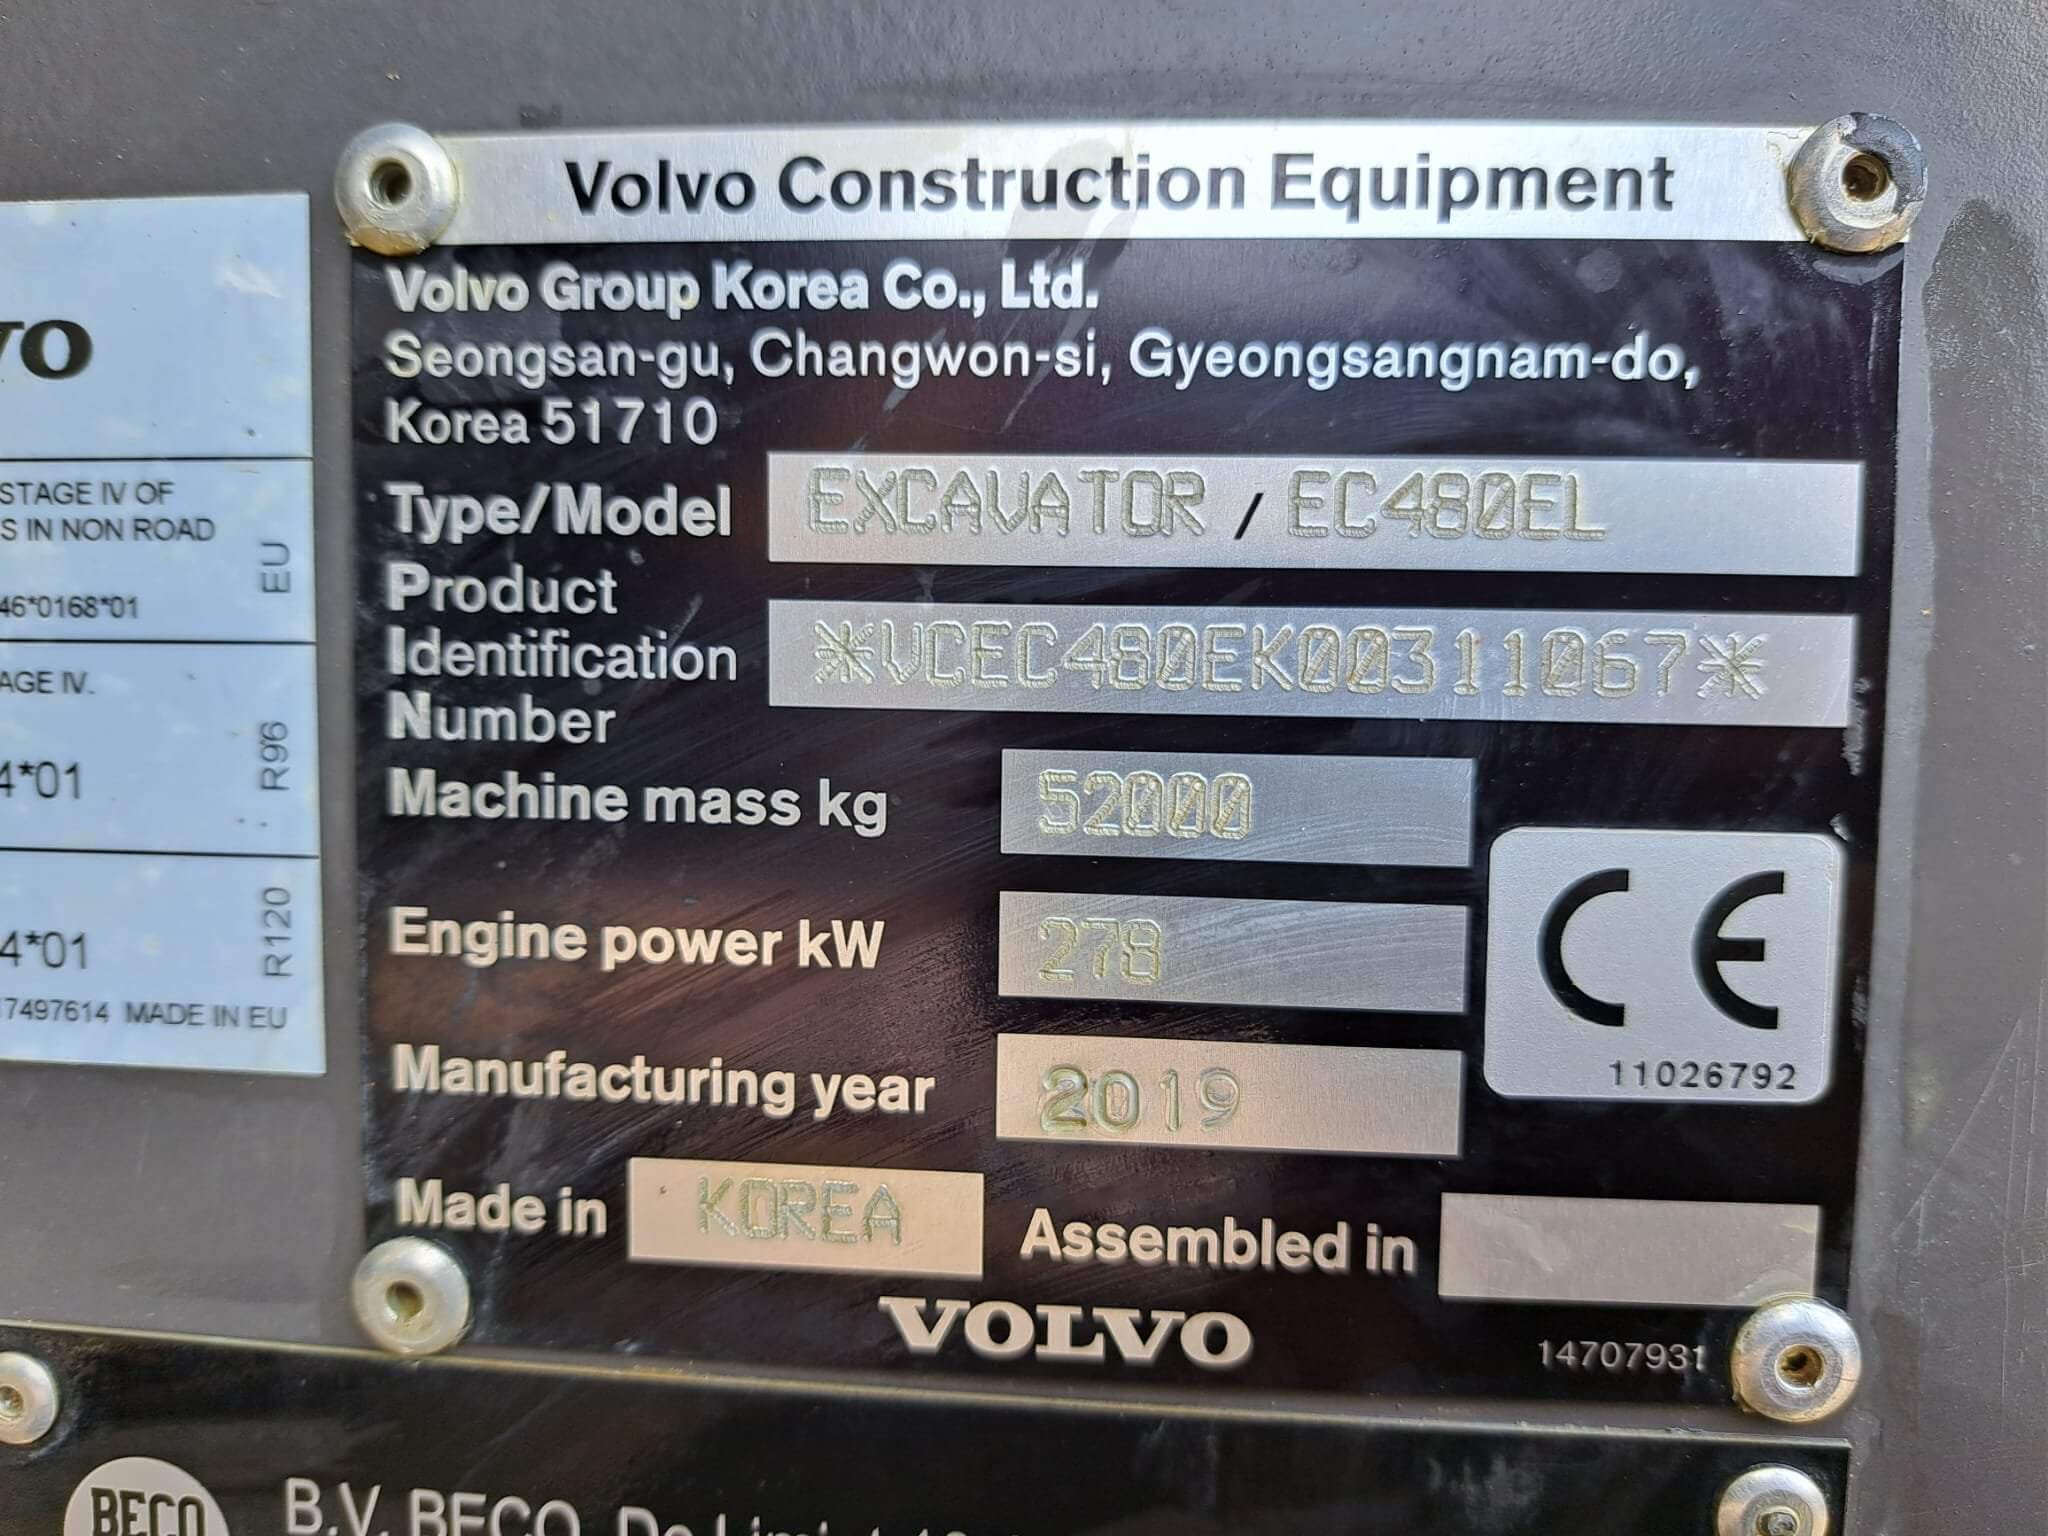 VO
STAGE IV OF
S IN NON ROAD
46*0168*01
EU
AGE IV.
4*01
R96
4*01
R120
17497614 MADE IN EU
Volvo Construction Equipment
Volvo Group Korea Co., Ltd.
Seongsan-gu, Changwon-si, Gyeongsangnam-do,
Korea 51710
Type/Model EXCAVATOR / EC480EL
Product
Identification *VCEC480EK00311067*
Number
Machine mass kg 52000
Engine power kW 278
Manufacturing year 2019
CE
11026792
Made in KOREA Assembled in
VOLVO
14707931
BECO
B.V. BECO